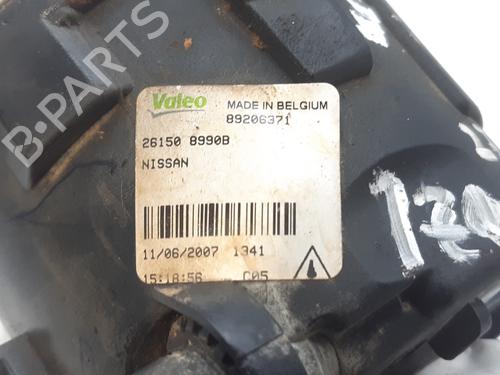 B-PARTS
Valeo
MADE IN BELGIUM
89206371
26150 8990B
NISSAN
11/06/2007 1341
15:18:56 C05